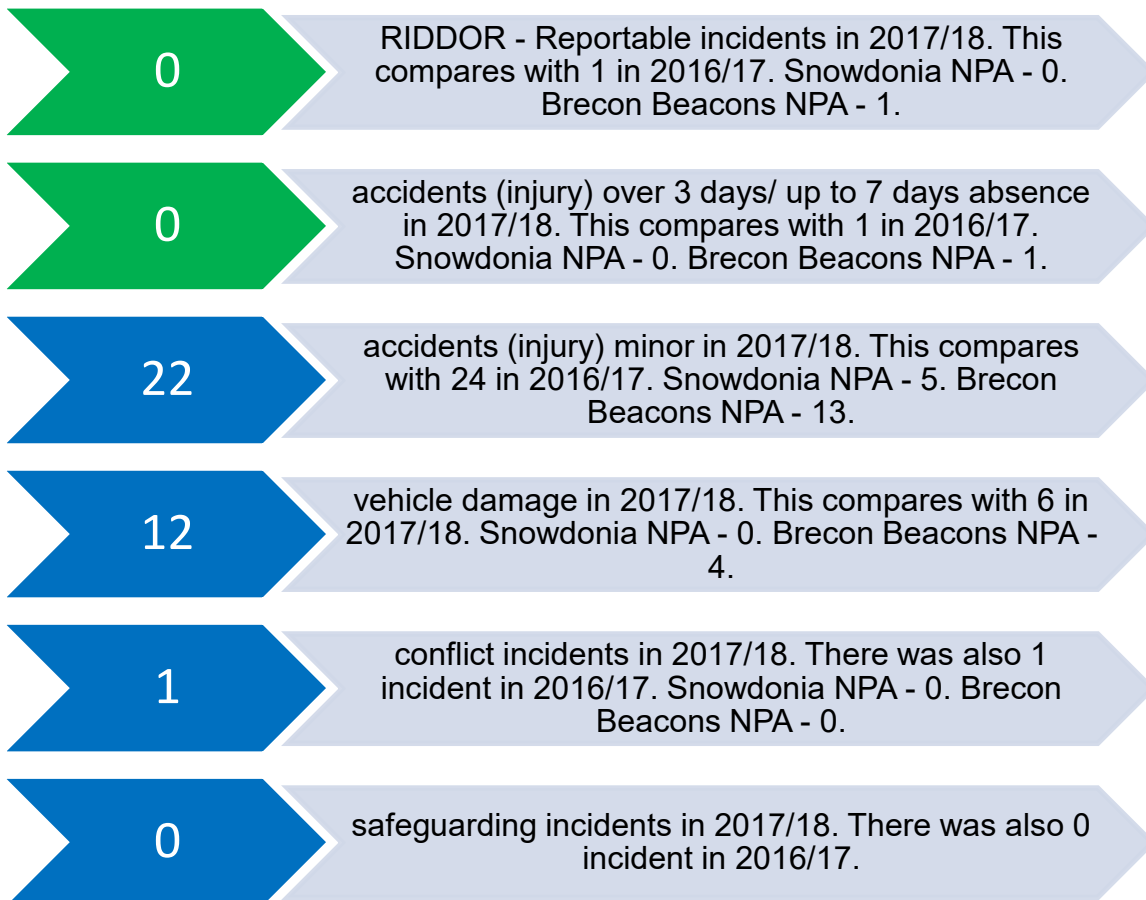 0
RIDDOR - Reportable incidents in 2017/18. This
compares with 1 in 2016/17. Snowdonia NPA - 0.
Brecon Beacons NPA - 1.
0
accidents (injury) over 3 days/ up to 7 days absence
in 2017/18. This compares with 1 in 2016/17.
Snowdonia NPA - 0. Brecon Beacons NPA - 1.
22
accidents (injury) minor in 2017/18. This compares
with 24 in 2016/17. Snowdonia NPA - 5. Brecon
Beacons NPA - 13.
12
vehicle damage in 2017/18. This compares with 6 in
2017/18. Snowdonia NPA - 0. Brecon Beacons NPA -
4.
1
conflict incidents in 2017/18. There was also 1
incident in 2016/17. Snowdonia NPA - 0. Brecon
Beacons NPA - 0.
0
safeguarding incidents in 2017/18. There was also 0
incident in 2016/17.